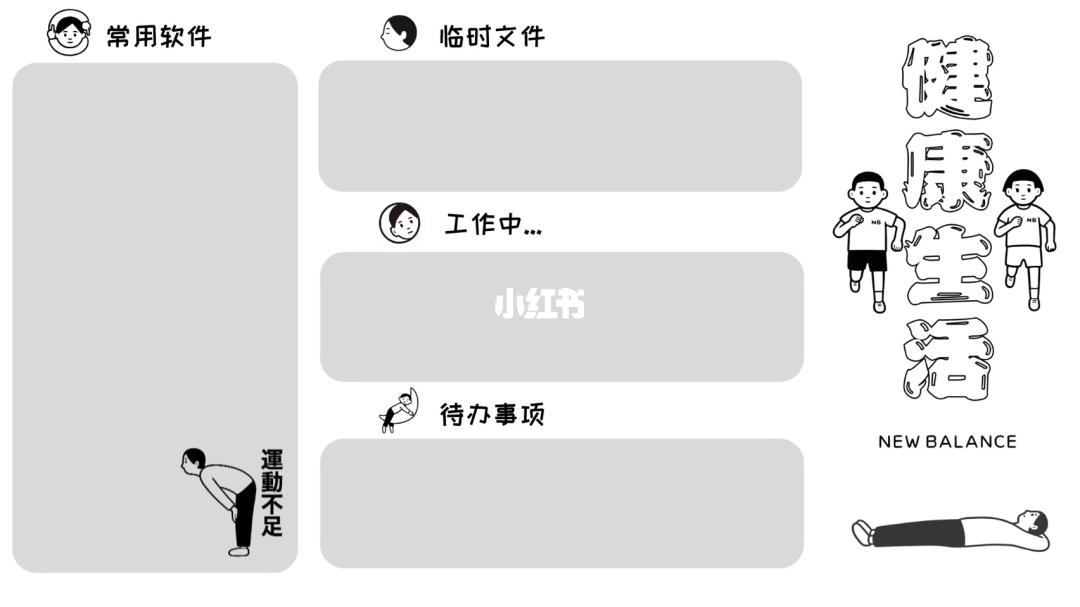 常用软件
運動不足
临时文件
工作中...
小红书
待办事项
健
康
生
活
NB
NB
NEW BALANCE